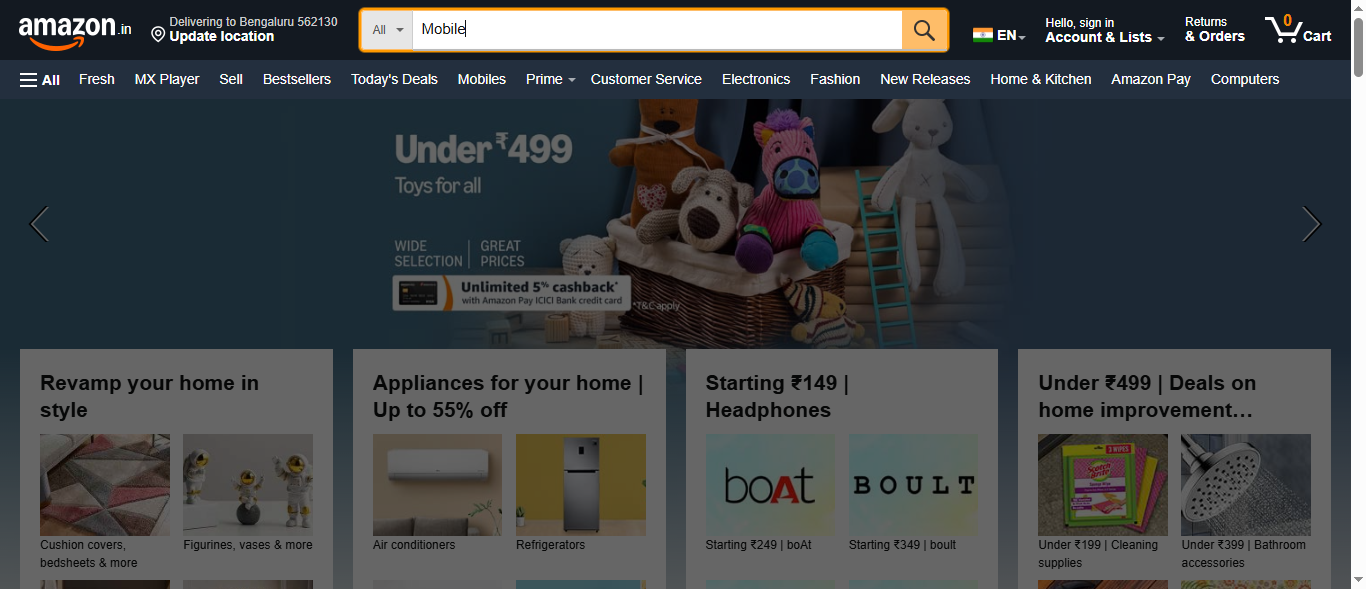 amazon.in
Delivering to Bengaluru 562130
Update location
All
Mobile
EN
Hello, sign in
Account & Lists
Returns
& Orders
0
Cart
All Fresh MX Player Sell Bestsellers Today's Deals Mobiles Prime Customer Service Electronics Fashion New Releases Home & Kitchen Amazon Pay Computers
Under ₹499
Toys for all
WIDE
SELECTION
GREAT
PRICES
Unlimited 5% cashback*
with Amazon Pay ICICI Bank credit card
*T&C apply
Revamp your home in
style
Cushion covers,
bedsheets & more
Figurines, vases & more
Appliances for your home |
Up to 55% off
Air conditioners
Refrigerators
Starting ₹149 |
Headphones
boAt
BOULT
Starting ₹249 | boAt
Starting ₹349 | boult
Under ₹499 | Deals on
home improvement…
3 WIPES
Scotch
Brite
Under ₹199 | Cleaning
supplies
Under ₹399 | Bathroom
accessories